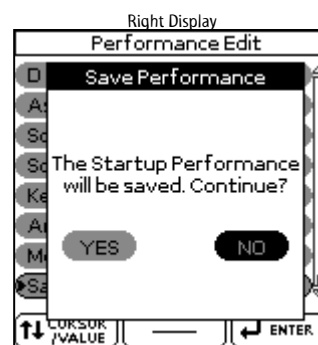 Right Display
Performance Edit
Save Performance
The Startup Performance
will be saved. Continue?
YES
NO
CURSOR
/VALUE
ENTER